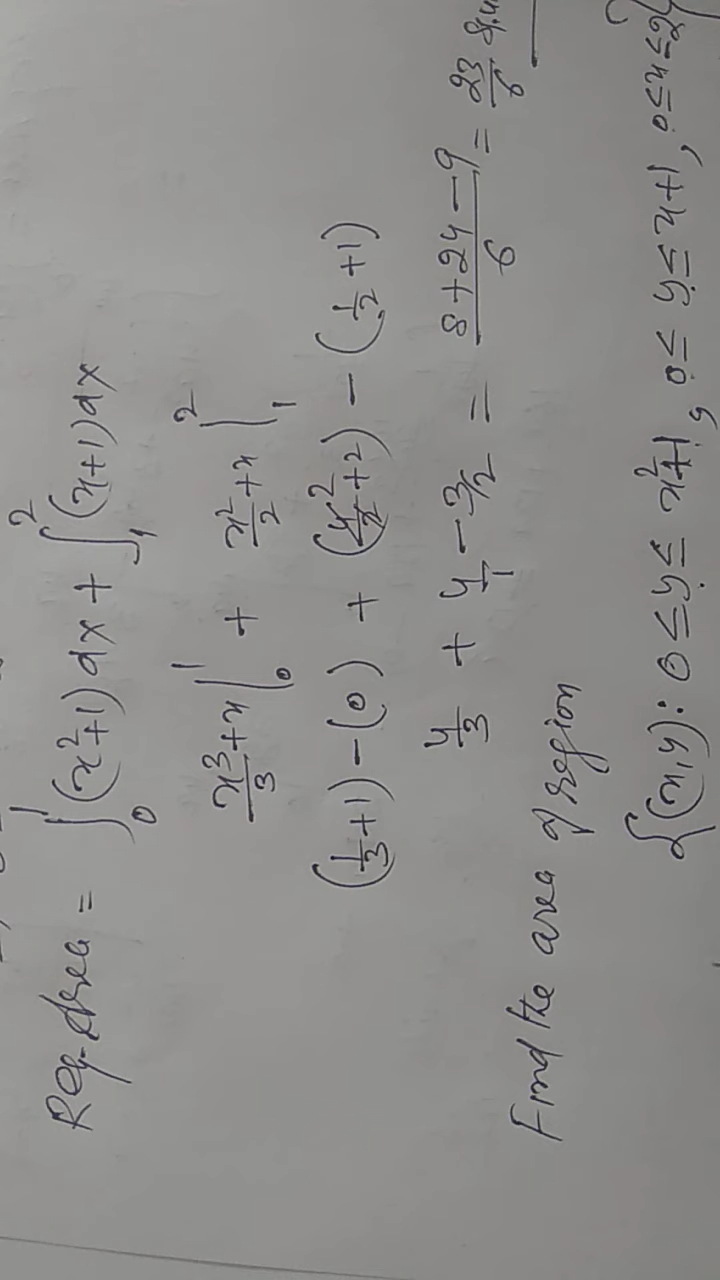 Req. Area = ∫₀¹ (x²+1) dx + ∫₁² (x+1) dx
x³/3 + x |₀¹ + x²/2 + x |₁²
(1/3 + 1) - (0) + (4/2 + 2) - (1/2 + 1)
4/3 + 4/1 - 3/2 = (8+24-9)/6 = 23/6
Find the area of region
{(x,y): 0 ≤ y ≤ x²+1, 0 ≤ y ≤ x+1, 0 ≤ x ≤ 2}